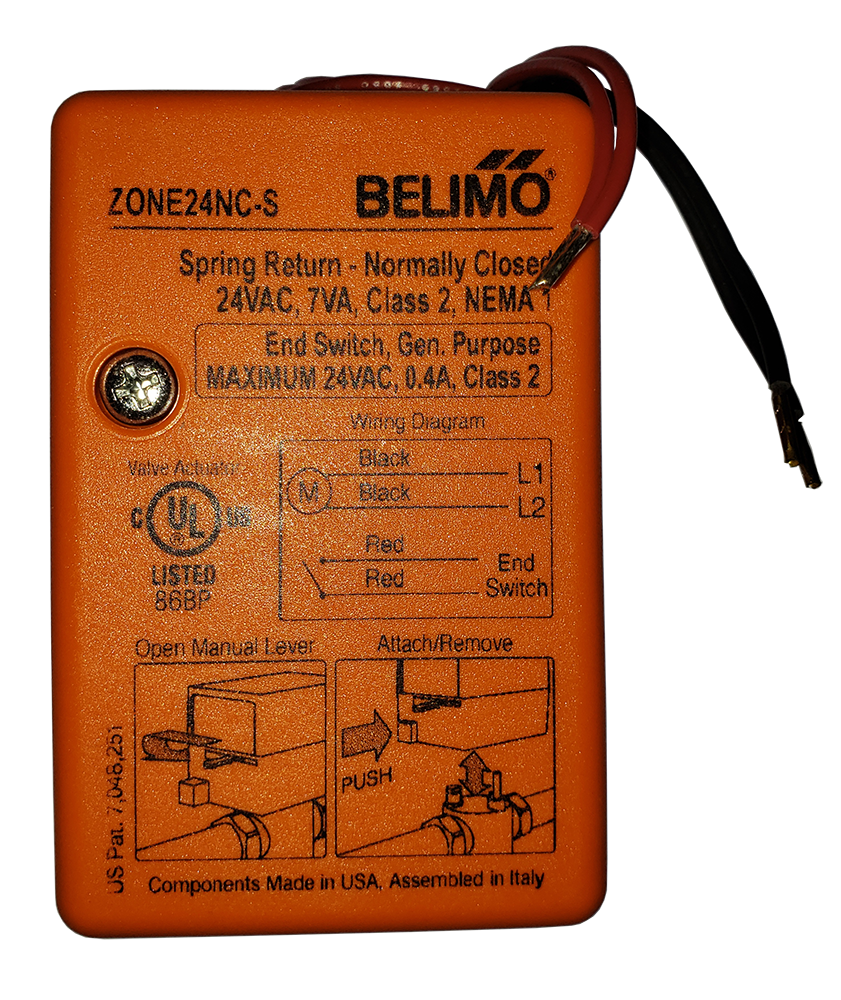 ZONE24NC-S
BELIMO®
Spring Return - Normally Closed
24VAC, 7VA, Class 2, NEMA 1
End Switch, Gen. Purpose
MAXIMUM 24VAC, 0.4A, Class 2
Wiring Diagram
Black
L1
M
Black
L2
Red
End
Red
Switch
Valve Actuator
C UL US
®
LISTED
86BP
Open Manual Lever
Attach/Remove
PUSH
US Pat. 7,048,251
Components Made in USA, Assembled in Italy